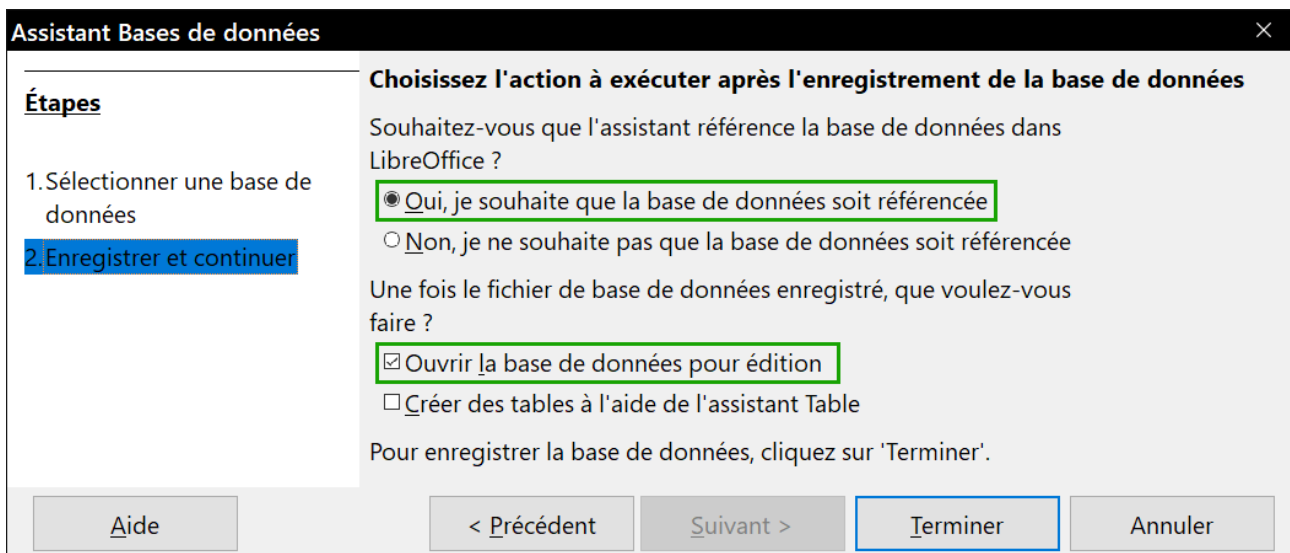 Assistant Bases de données
Étapes
1.Sélectionner une base de
données
2.Enregistrer et continuer
Choisissez l'action à exécuter après l'enregistrement de la base de données
Souhaitez-vous que l'assistant référence la base de données dans
LibreOffice ?
Oui, je souhaite que la base de données soit référencée
Non, je ne souhaite pas que la base de données soit référencée
Une fois le fichier de base de données enregistré, que voulez-vous
faire ?
Ouvrir la base de données pour édition
Créer des tables à l'aide de l'assistant Table
Pour enregistrer la base de données, cliquez sur 'Terminer'.
Aide
< Précédent
Suivant >
Terminer
Annuler